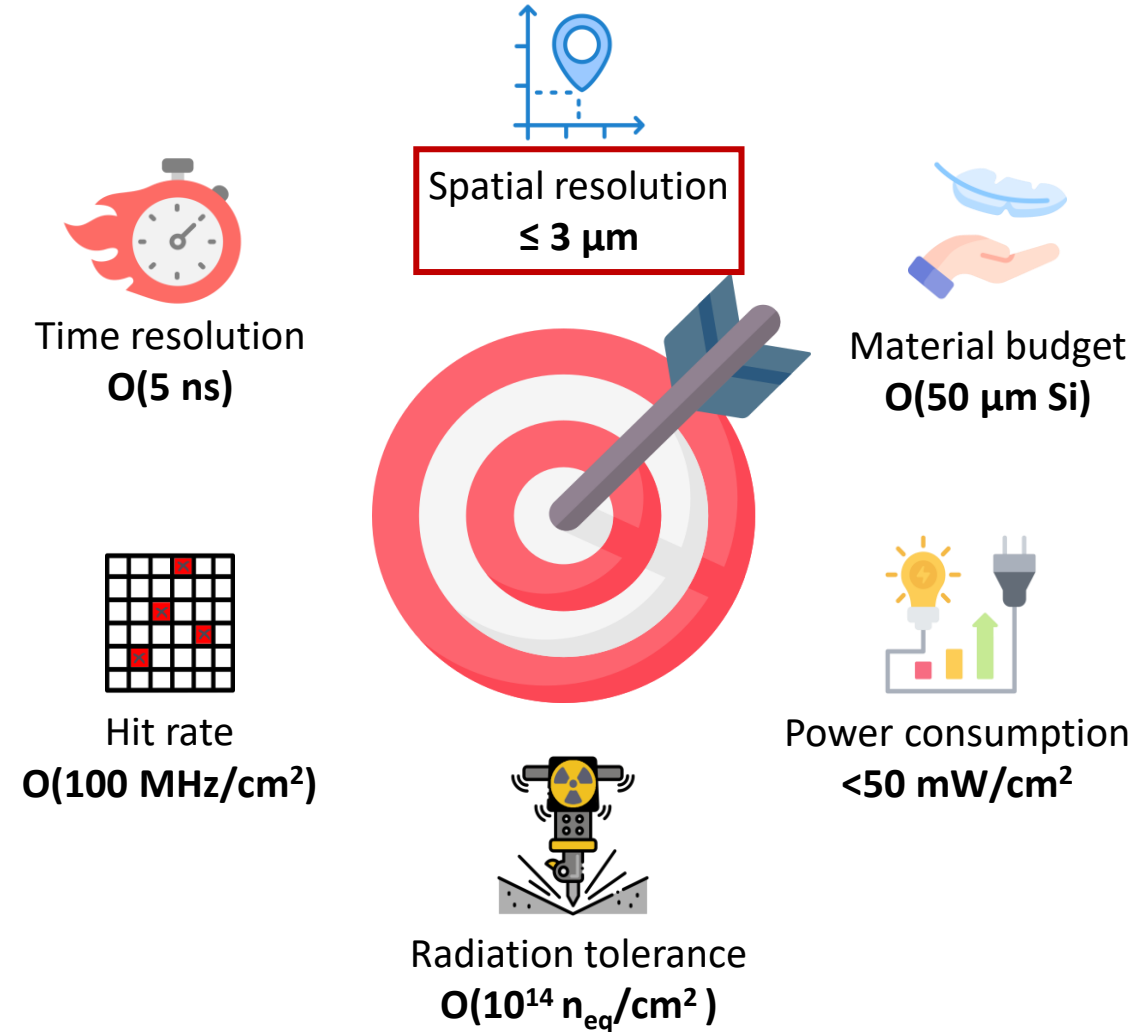 Spatial resolution
≤ 3 μm
Time resolution
O(5 ns)
Material budget
O(50 μm Si)
Hit rate
O(100 MHz/cm²)
Power consumption
<50 mW/cm²
Radiation tolerance
O(10¹⁴ n_eq/cm² )